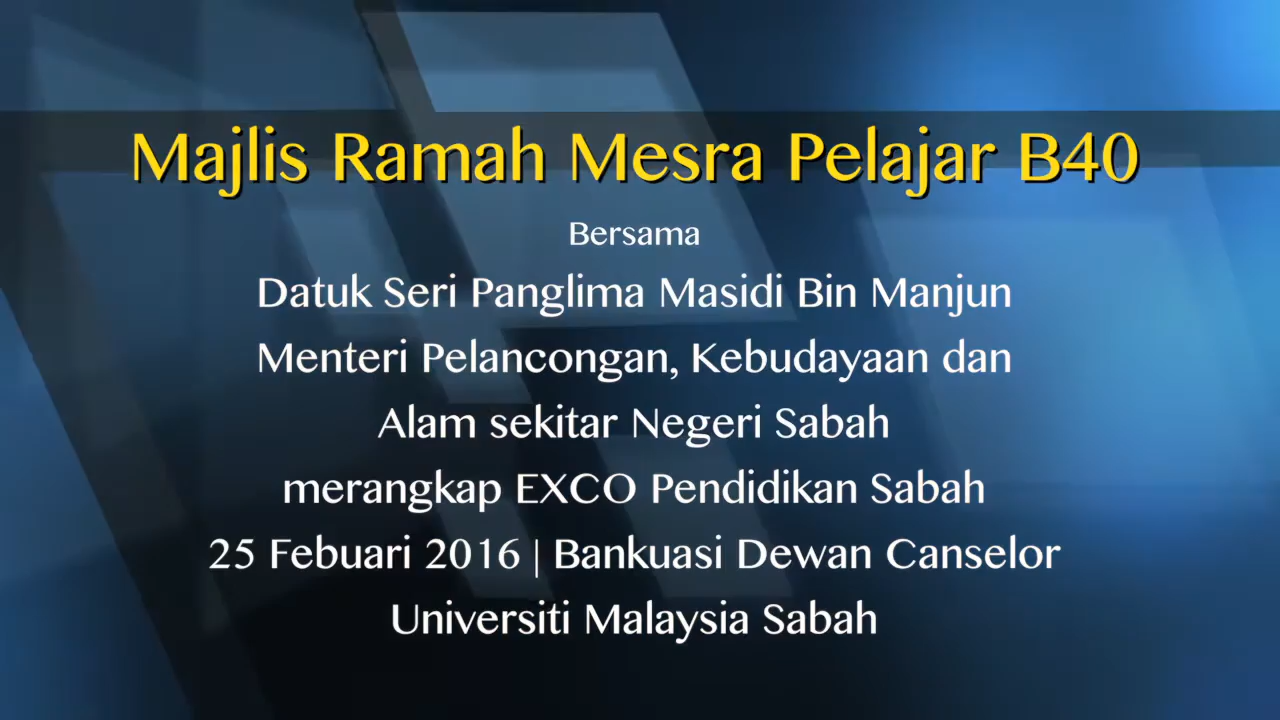 Majlis Ramah Mesra Pelajar B40
Bersama
Datuk Seri Panglima Masidi Bin Manjun
Menteri Pelancongan, Kebudayaan dan
Alam sekitar Negeri Sabah
merangkap EXCO Pendidikan Sabah
25 Febuari 2016 | Bankuasi Dewan Canselor
Universiti Malaysia Sabah